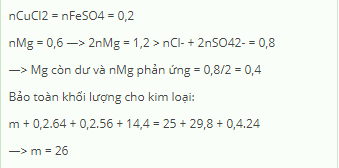 nCuCl2 = nFeSO4 = 0,2
nMg = 0,6 —> 2nMg = 1,2 > nCl- + 2nSO42- = 0,8
—> Mg còn dư và nMg phản ứng = 0,8/2 = 0,4
Bảo toàn khối lượng cho kim loại:
m + 0,2.64 + 0,2.56 + 14,4 = 25 + 29,8 + 0,4.24
—> m = 26